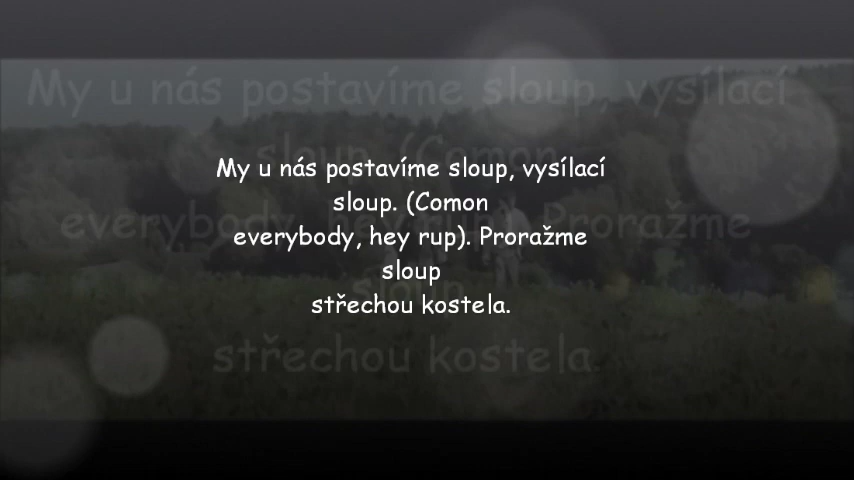 My u nás postavíme sloup, vysílací
sloup. (Comon
everybody, hey rup). Proražme
sloup
střechou kostela.